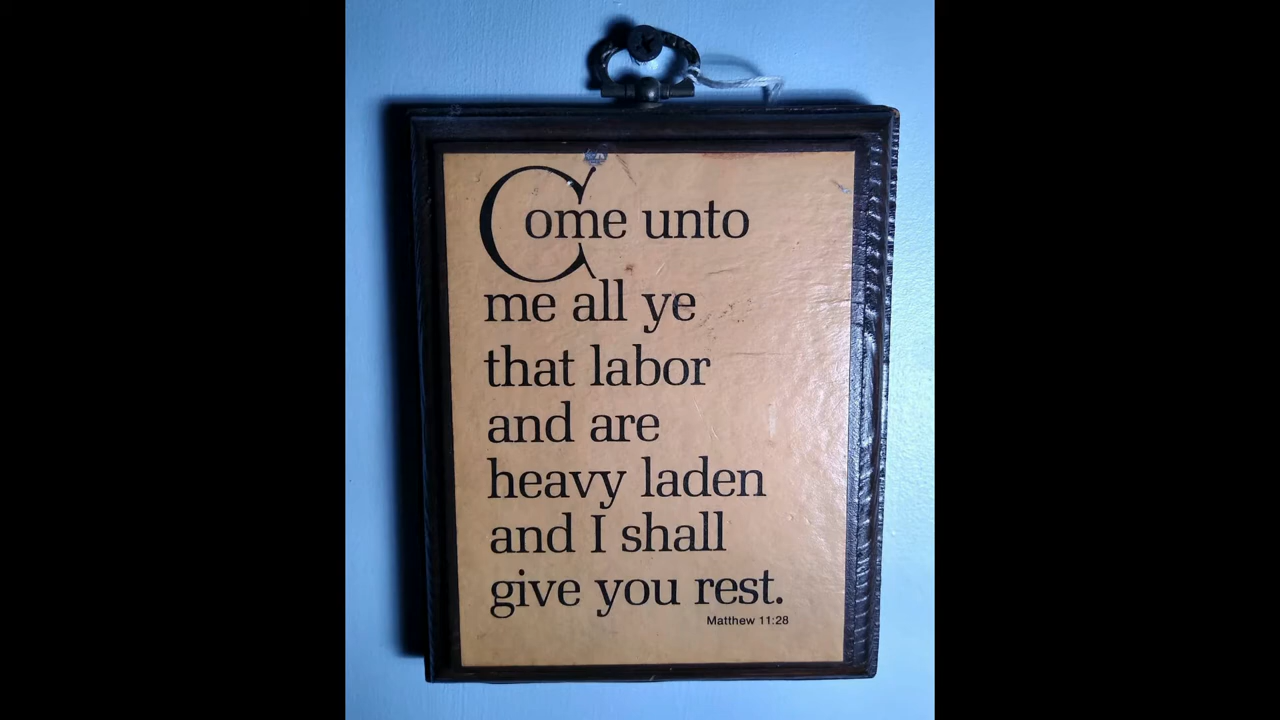 Come unto
me all ye
that labor
and are
heavy laden
and I shall
give you rest.
Matthew 11:28